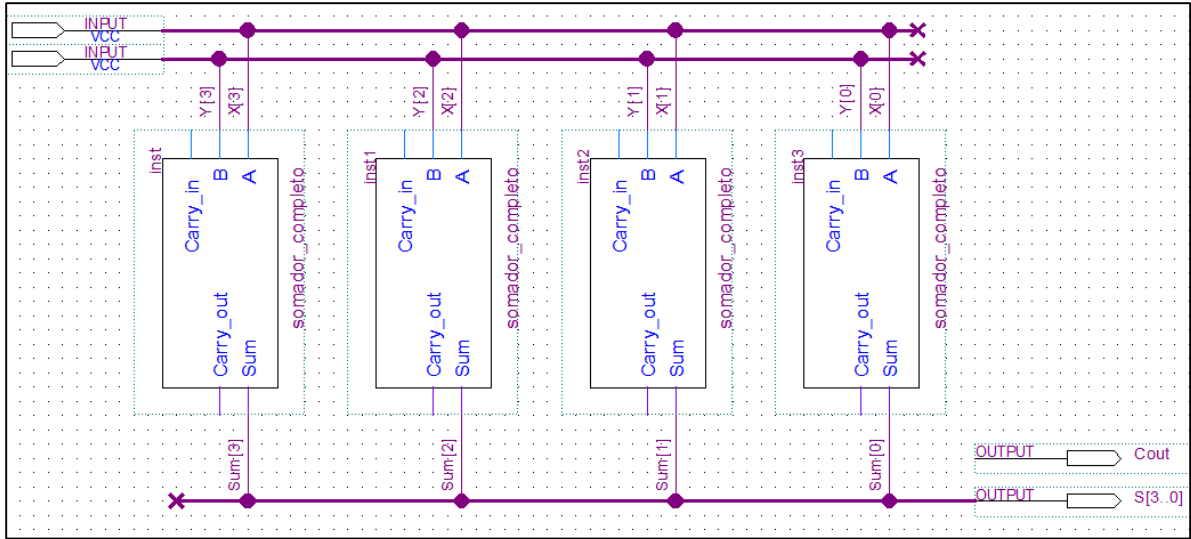 INPUT
VCC
INPUT
VCC
Y[3]
X[3]
Y[2]
X[2]
Y[1]
X[1]
Y[0]
X[0]
inst
Carry_in
B
A
Carry_out
Sum
somador_completo
inst1
Carry_in
B
A
Carry_out
Sum
somador_completo
inst2
Carry_in
B
A
Carry_out
Sum
somador_completo
inst3
Carry_in
B
A
Carry_out
Sum
somador_completo
Sum[3]
Sum[2]
Sum[1]
Sum[0]
OUTPUT
Cout
OUTPUT
S[3..0]